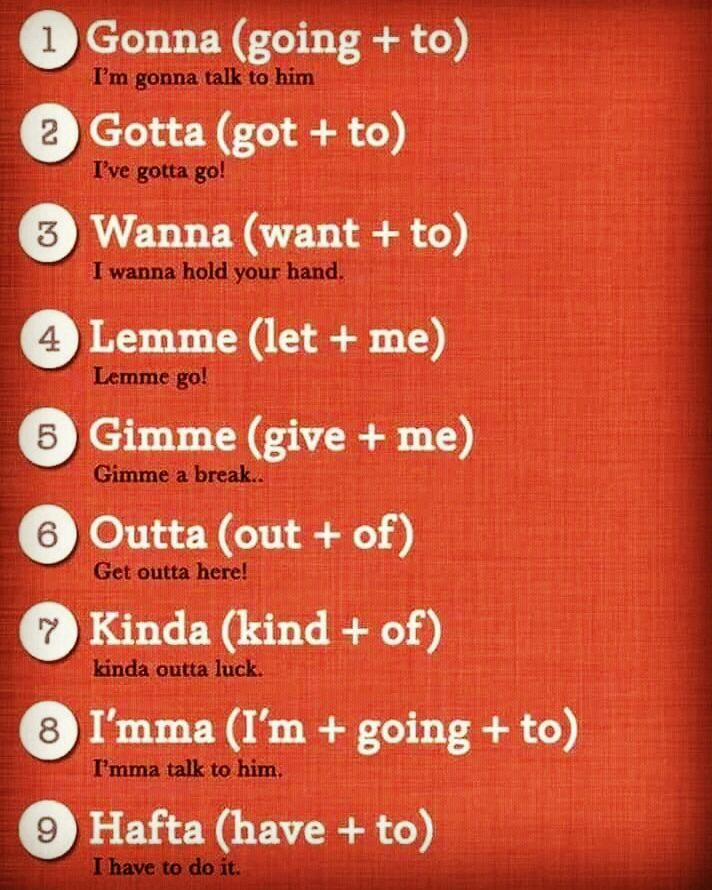 1 Gonna (going + to)
I'm gonna talk to him
2 Gotta (got + to)
I've gotta go!
3 Wanna (want + to)
I wanna hold your hand.
4 Lemme (let + me)
Lemme go!
5 Gimme (give + me)
Gimme a break..
6 Outta (out + of)
Get outta here!
7 Kinda (kind + of)
kinda outta luck.
8 I'mma (I'm + going + to)
I'mma talk to him.
9 Hafta (have + to)
I have to do it.